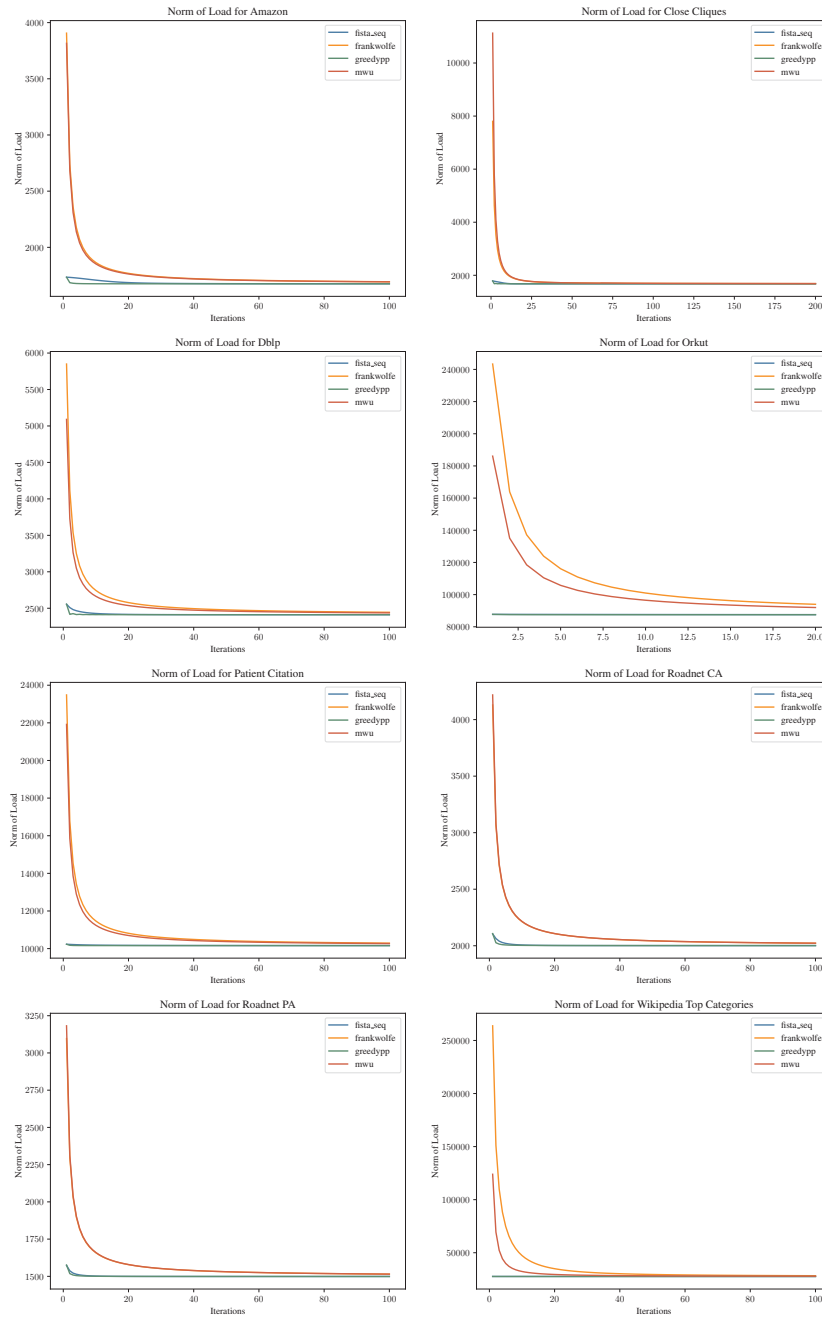 Norm of Load for Amazon
4000
3500
3000
2500
2000
Norm of Load
0
20
40
60
80
100
Iterations
fista_seq
frankwolfe
greedypp
mwu
Norm of Load for Close Cliques
10000
8000
6000
4000
2000
Norm of Load
0
25
50
75
100
125
150
175
200
Iterations
fista_seq
frankwolfe
greedypp
mwu
Norm of Load for Dblp
6000
5500
5000
4500
4000
3500
3000
2500
Norm of Load
0
20
40
60
80
100
Iterations
fista_seq
frankwolfe
greedypp
mwu
Norm of Load for Orkut
240000
220000
200000
180000
160000
140000
120000
100000
80000
Norm of Load
2.5
5.0
7.5
10.0
12.5
15.0
17.5
20.0
Iterations
fista_seq
frankwolfe
greedypp
mwu
Norm of Load for Patient Citation
24000
22000
20000
18000
16000
14000
12000
10000
Norm of Load
0
20
40
60
80
100
Iterations
fista_seq
frankwolfe
greedypp
mwu
Norm of Load for Roadnet CA
4000
3500
3000
2500
2000
Norm of Load
0
20
40
60
80
100
Iterations
fista_seq
frankwolfe
greedypp
mwu
Norm of Load for Roadnet PA
3250
3000
2750
2500
2250
2000
1750
1500
Norm of Load
0
20
40
60
80
100
Iterations
fista_seq
frankwolfe
greedypp
mwu
Norm of Load for Wikipedia Top Categories
250000
200000
150000
100000
50000
Norm of Load
0
20
40
60
80
100
Iterations
fista_seq
frankwolfe
greedypp
mwu